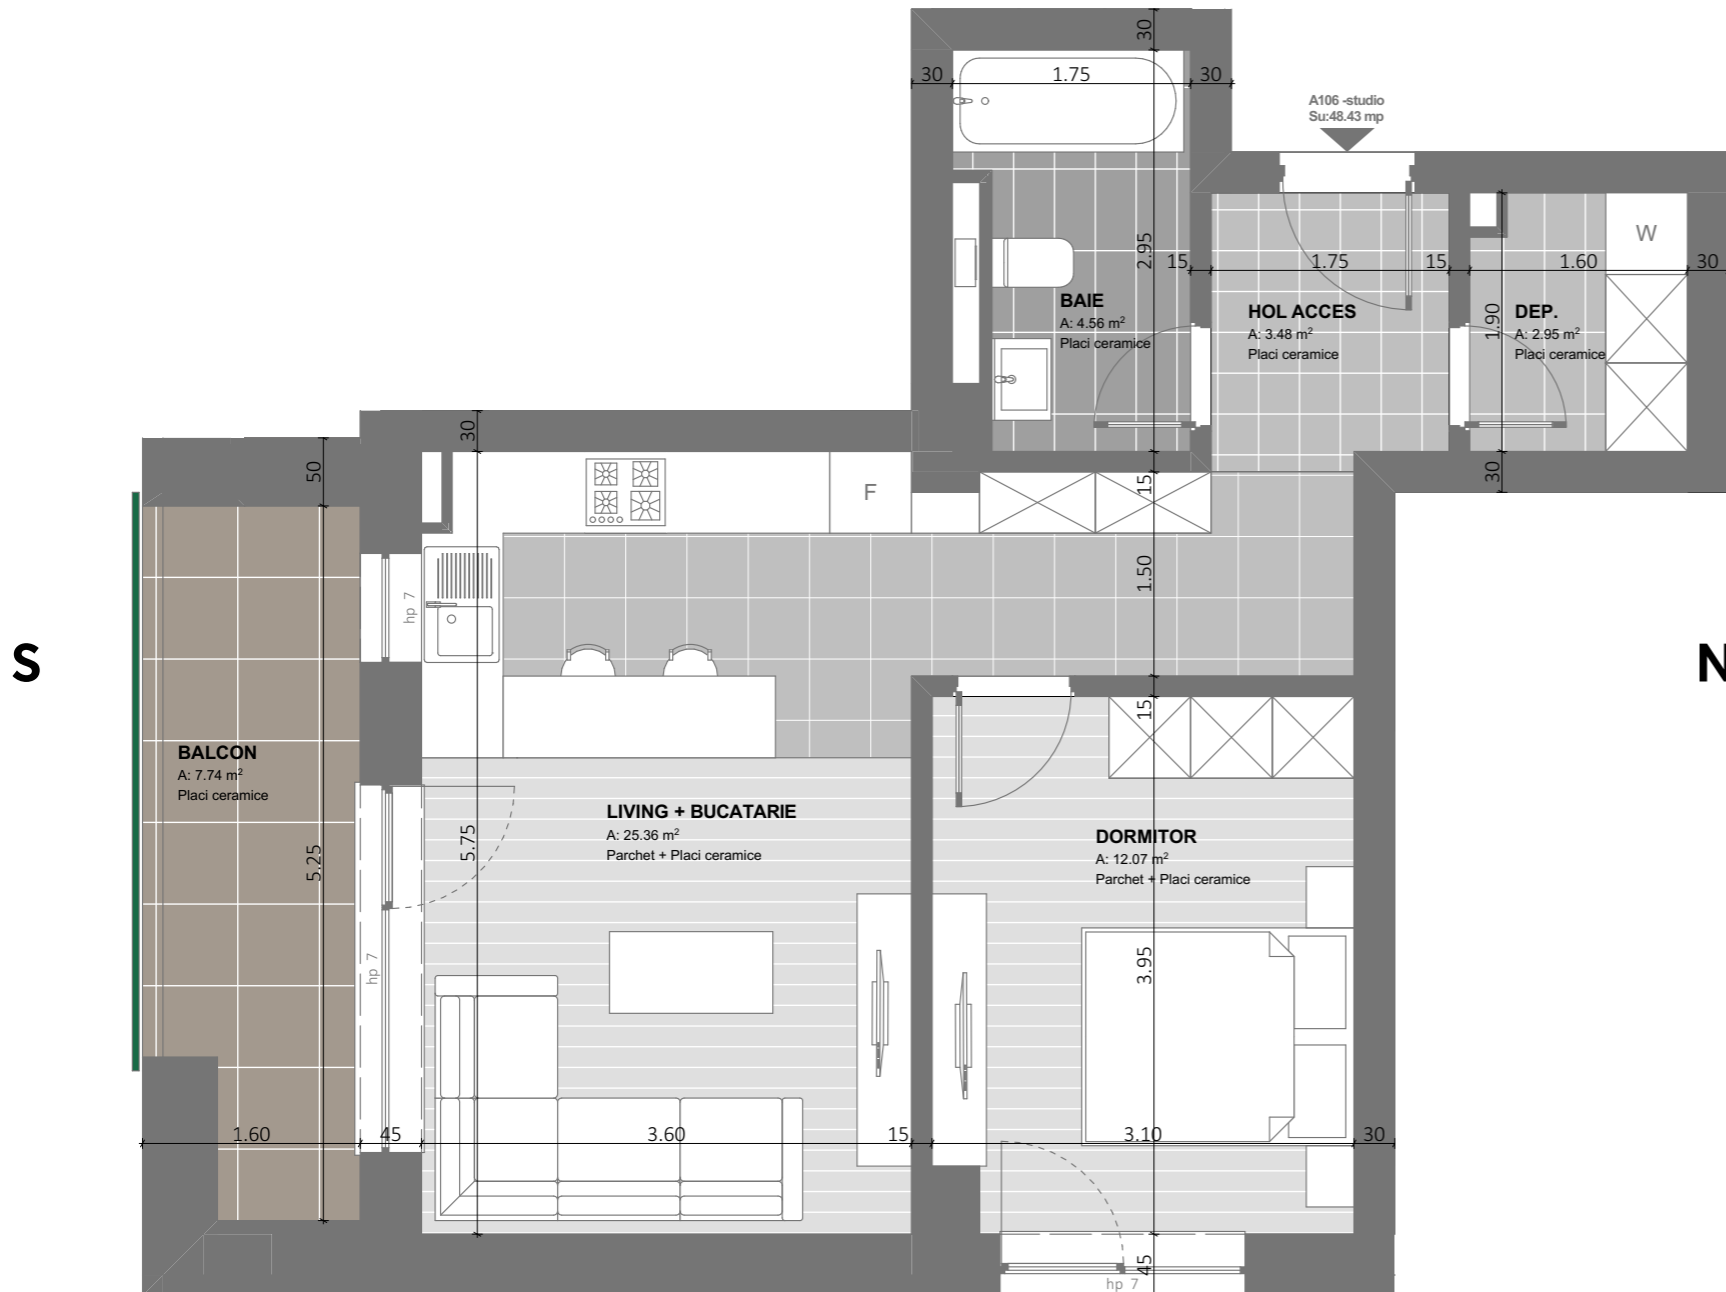 30
30
1.75
30
A106 -studio
Su:48.43 mp
W
2.95
15
1.75
15
1.60
30
BAIE
A: 4.56 m²
Placi ceramice
HOL ACCES
A: 3.48 m²
Placi ceramice
1.90
DEP.
A: 2.95 m²
Placi ceramice
30
50
30
F
15
1.50
hp 7
S
N
15
BALCON
A: 7.74 m²
Placi ceramice
5.25
5.75
LIVING + BUCATARIE
A: 25.36 m²
Parchet + Placi ceramice
DORMITOR
A: 12.07 m²
Parchet + Placi ceramice
hp 7
3.95
1.60
45
3.60
15
3.10
30
45
hp 7